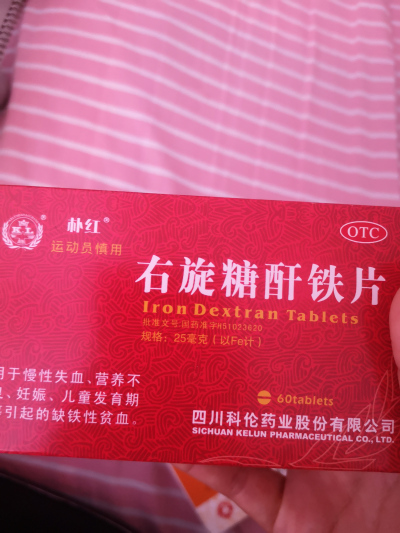 朴红®
运动员慎用
OTC
右旋糖酐铁片
Iron Dextran Tablets
批准文号:国药准字H51023620
规格：25毫克（以Fe计）
用于慢性失血、营养不
、妊娠、儿童发育期
引起的缺铁性贫血。
60tablets
四川科伦药业股份有限公司
SICHUAN KELUN PHARMACEUTICAL CO., LTD.